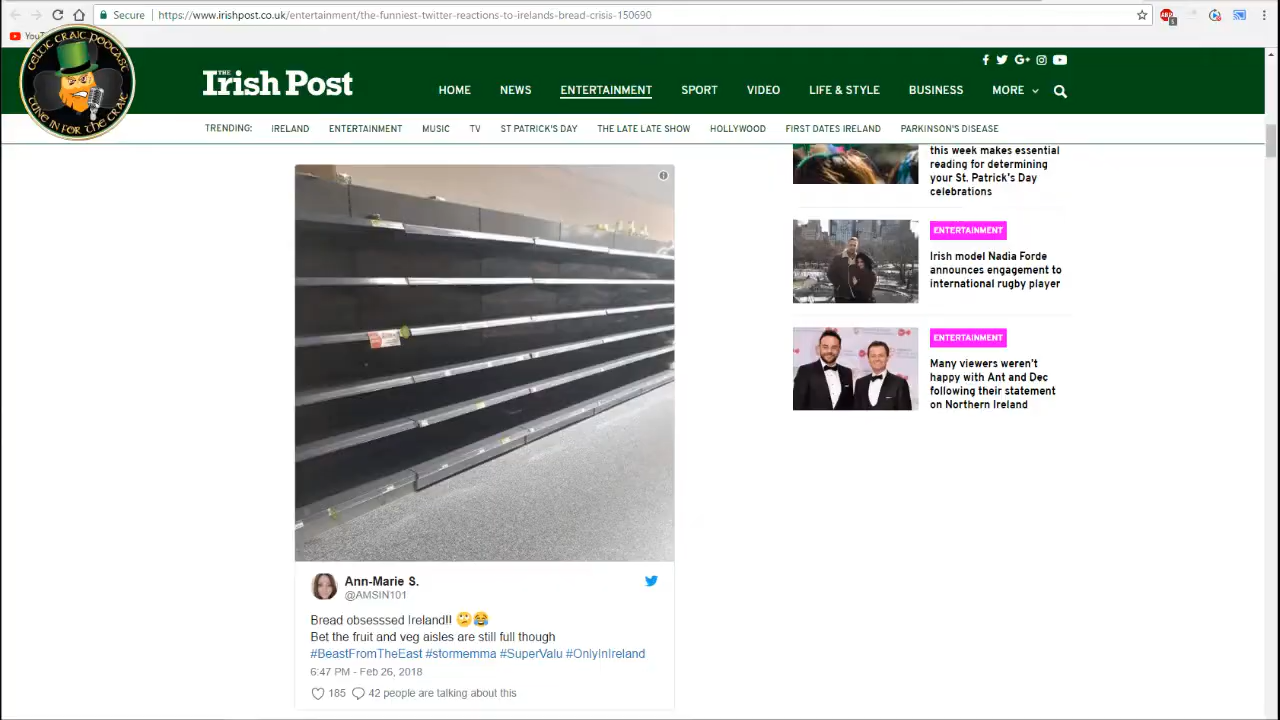 Secure
https://www.irishpost.co.uk/entertainment/the-funniest-twitter-reactions-to-irelands-bread-crisis-150690
CELTIC CRAIC PODCAST
TUNE IN FOR THE CRAIC
THE
Irish Post
HOME NEWS ENTERTAINMENT SPORT VIDEO LIFE & STYLE BUSINESS MORE
TRENDING: IRELAND ENTERTAINMENT MUSIC TV ST PATRICK'S DAY THE LATE LATE SHOW HOLLYWOOD FIRST DATES IRELAND PARKINSON'S DISEASE
this week makes essential
reading for determining
your St. Patrick's Day
celebrations
ENTERTAINMENT
Irish model Nadia Forde
announces engagement to
international rugby player
ENTERTAINMENT
Many viewers weren't
happy with Ant and Dec
following their statement
on Northern Ireland
Ann-Marie S.
@AMSIN101
Bread obsesssed Ireland!! 🙄😂
Bet the fruit and veg aisles are still full though
#BeastFromTheEast #stormemma #SuperValu #OnlyinIreland
6:47 PM - Feb 26, 2018
185 42 people are talking about this